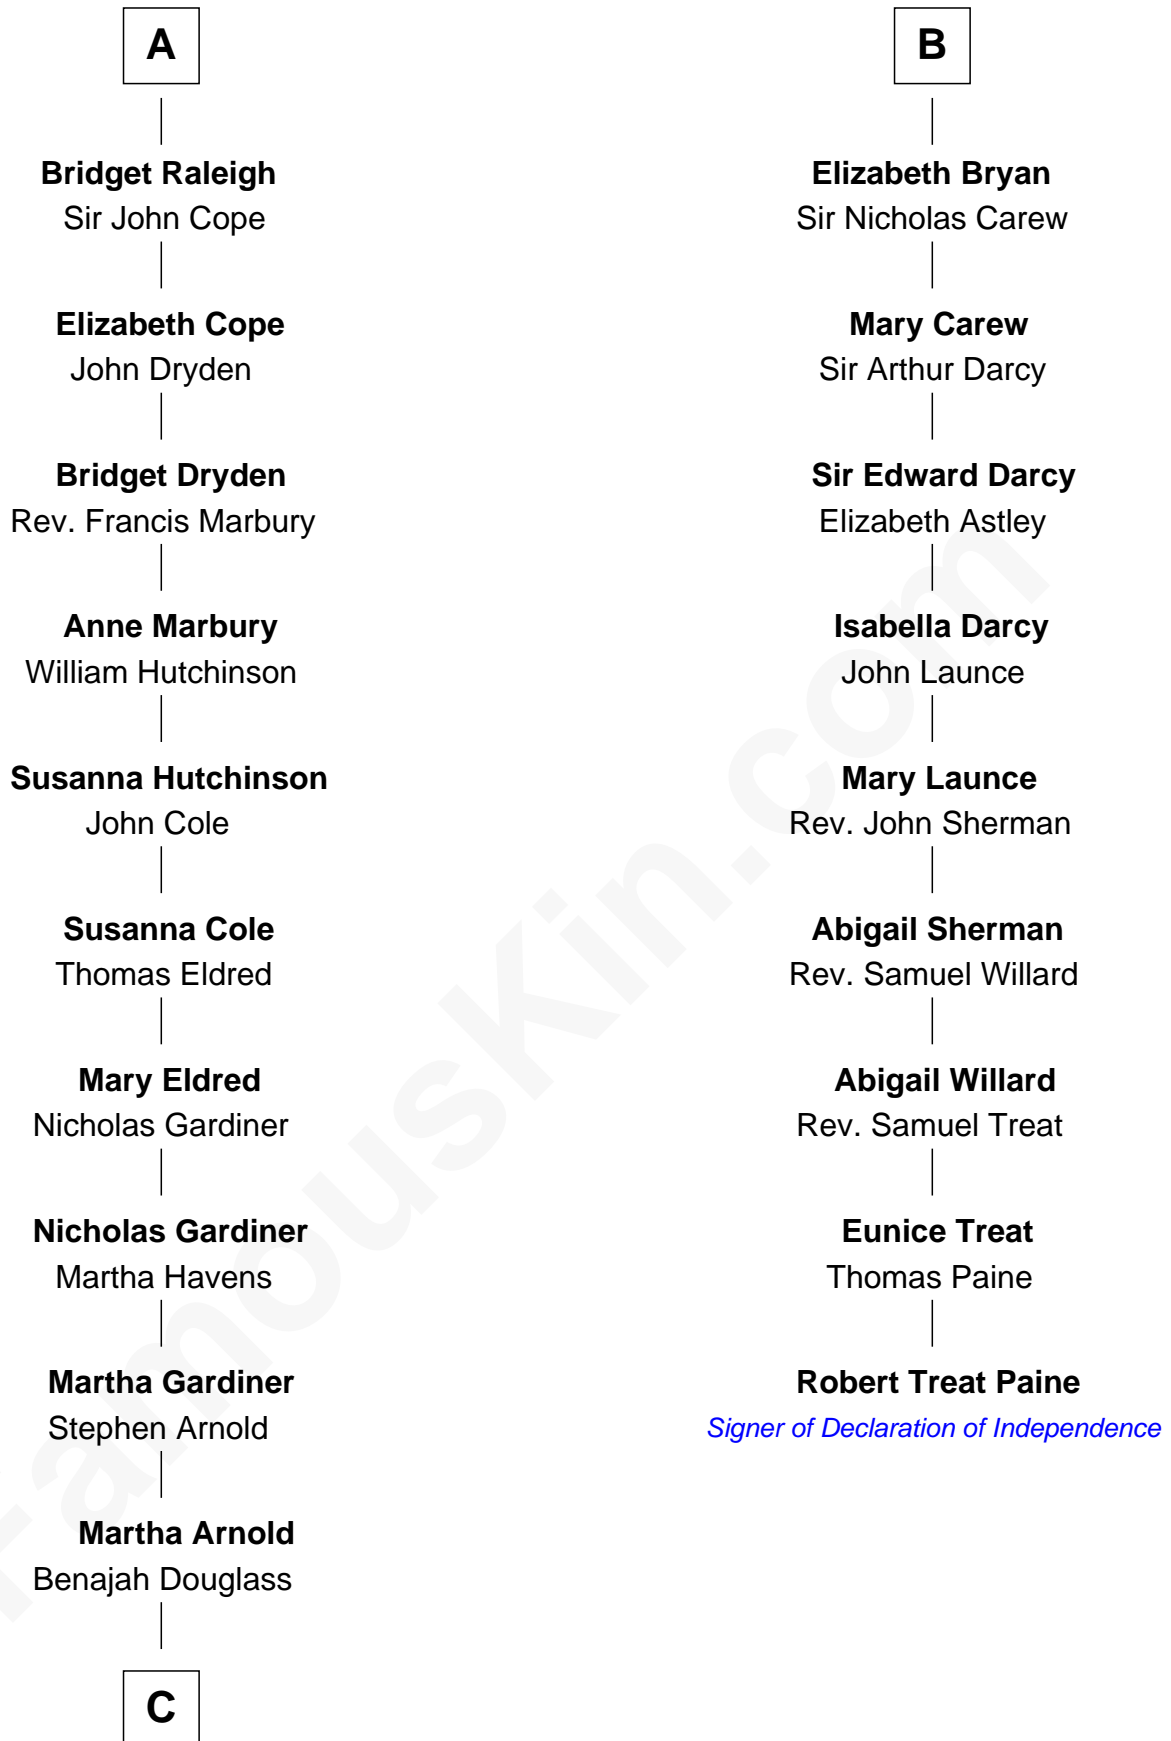 A
Bridget Raleigh
Sir John Cope
Elizabeth Cope
John Dryden
Bridget Dryden
Rev. Francis Marbury
Anne Marbury
William Hutchinson
Susanna Hutchinson
John Cole
Susanna Cole
Thomas Eldred
Mary Eldred
Nicholas Gardiner
Nicholas Gardiner
Martha Havens
Martha Gardiner
Stephen Arnold
Martha Arnold
Benajah Douglass
C
B
Elizabeth Bryan
Sir Nicholas Carew
Mary Carew
Sir Arthur Darcy
Sir Edward Darcy
Elizabeth Astley
Isabella Darcy
John Launce
Mary Launce
Rev. John Sherman
Abigail Sherman
Rev. Samuel Willard
Abigail Willard
Rev. Samuel Treat
Eunice Treat
Thomas Paine
Robert Treat Paine
Signer of Declaration of Independence
FamousKin.com